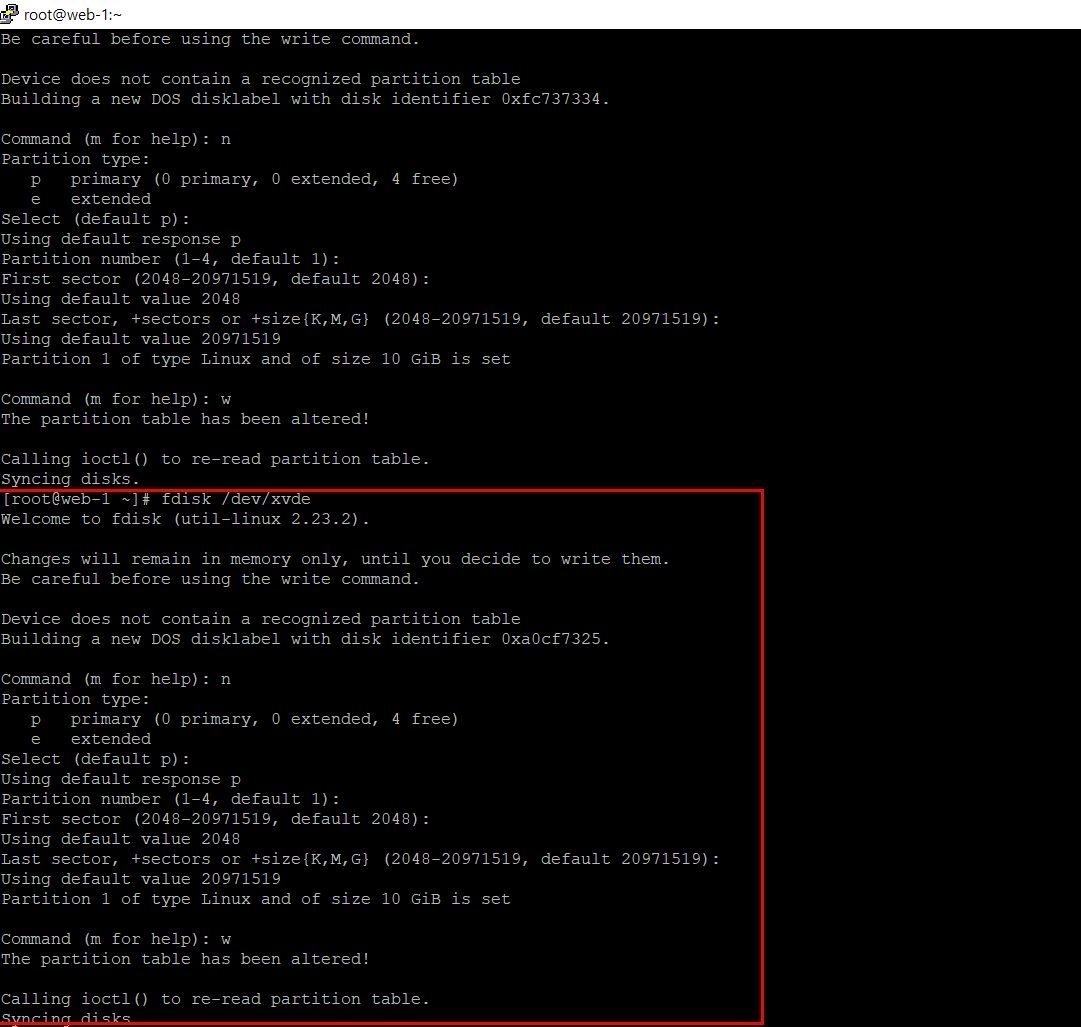 root@web-1:~
Be careful before using the write command.
Device does not contain a recognized partition table
Building a new DOS disklabel with disk identifier 0xfc737334.
Command (m for help): n
Partition type:
   p   primary (0 primary, 0 extended, 4 free)
   e   extended
Select (default p):
Using default response p
Partition number (1-4, default 1):
First sector (2048-20971519, default 2048):
Using default value 2048
Last sector, +sectors or +size{K,M,G} (2048-20971519, default 20971519):
Using default value 20971519
Partition 1 of type Linux and of size 10 GiB is set
Command (m for help): w
The partition table has been altered!
Calling ioctl() to re-read partition table.
Syncing disks.
[root@web-1 ~]# fdisk /dev/xvde
Welcome to fdisk (util-linux 2.23.2).
Changes will remain in memory only, until you decide to write them.
Be careful before using the write command.
Device does not contain a recognized partition table
Building a new DOS disklabel with disk identifier 0xa0cf7325.
Command (m for help): n
Partition type:
   p   primary (0 primary, 0 extended, 4 free)
   e   extended
Select (default p):
Using default response p
Partition number (1-4, default 1):
First sector (2048-20971519, default 2048):
Using default value 2048
Last sector, +sectors or +size{K,M,G} (2048-20971519, default 20971519):
Using default value 20971519
Partition 1 of type Linux and of size 10 GiB is set
Command (m for help): w
The partition table has been altered!
Calling ioctl() to re-read partition table.
Syncing disks